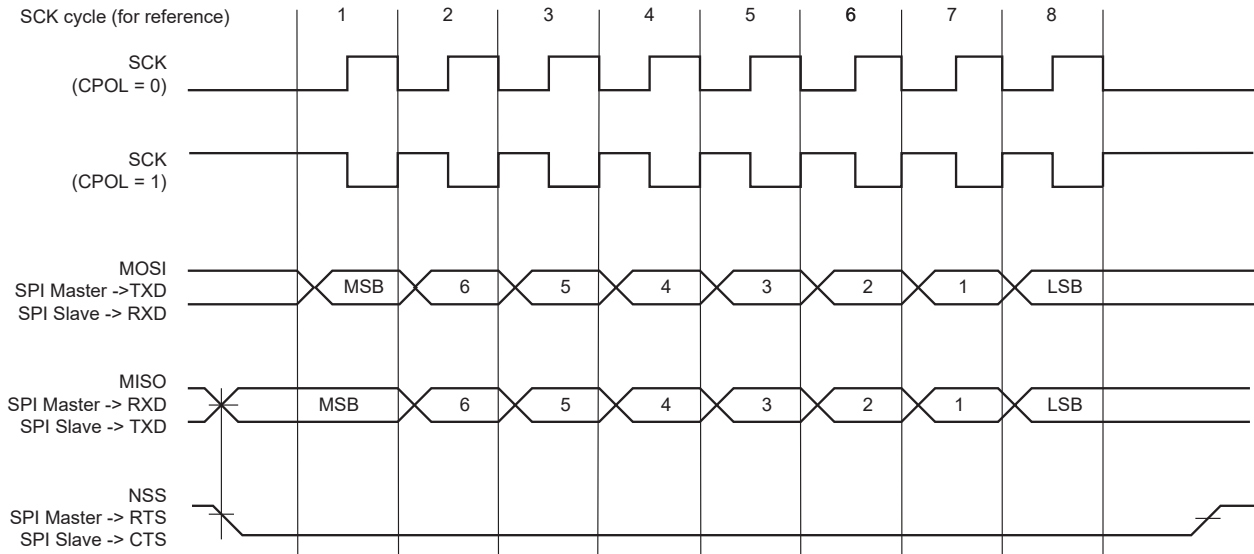 SCK cycle (for reference) 1 2 3 4 5 6 7 8
SCK
(CPOL = 0)
SCK
(CPOL = 1)
MOSI
SPI Master ->TXD
SPI Slave -> RXD
MSB 6 5 4 3 2 1 LSB
MISO
SPI Master -> RXD
SPI Slave -> TXD
MSB 6 5 4 3 2 1 LSB
NSS
SPI Master -> RTS
SPI Slave -> CTS